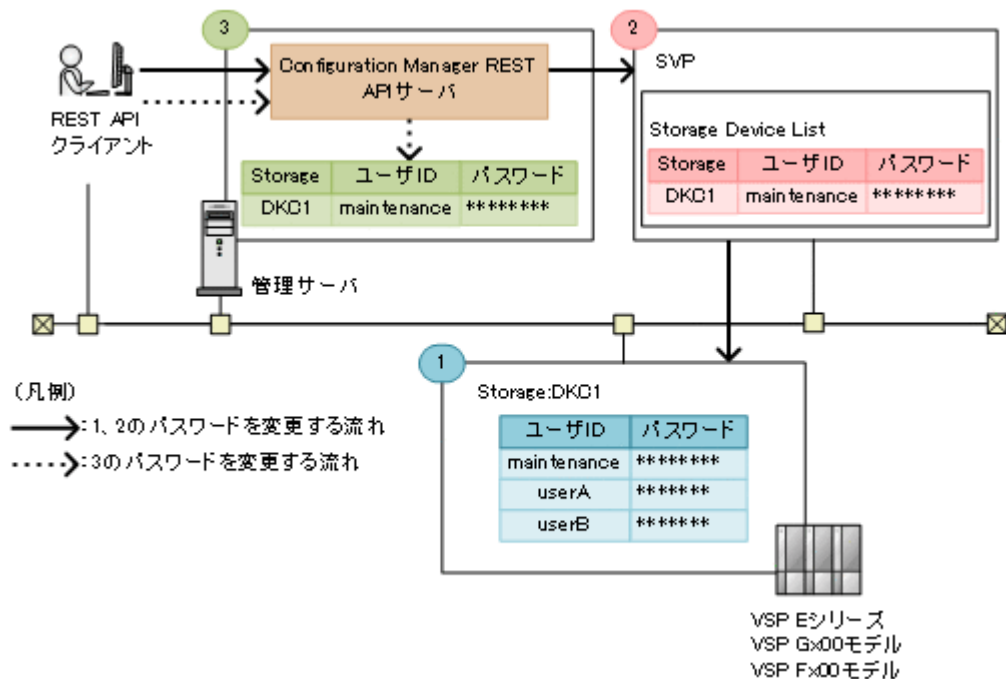 3
Configuration Manager REST
APIサーバ
REST API
クライアント
Storage ユーザID パスワード
DKC1 maintenance ********
管理サーバ
2
SVP
Storage Device List
Storage ユーザID パスワード
DKC1 maintenance ********
1
Storage:DKC1
ユーザID パスワード
maintenance ********
userA *******
userB *******
(凡例)
:1、2のパスワードを変更する流れ
:3のパスワードを変更する流れ
VSP Eシリーズ
VSP Gx00モデル
VSP Fx00モデル